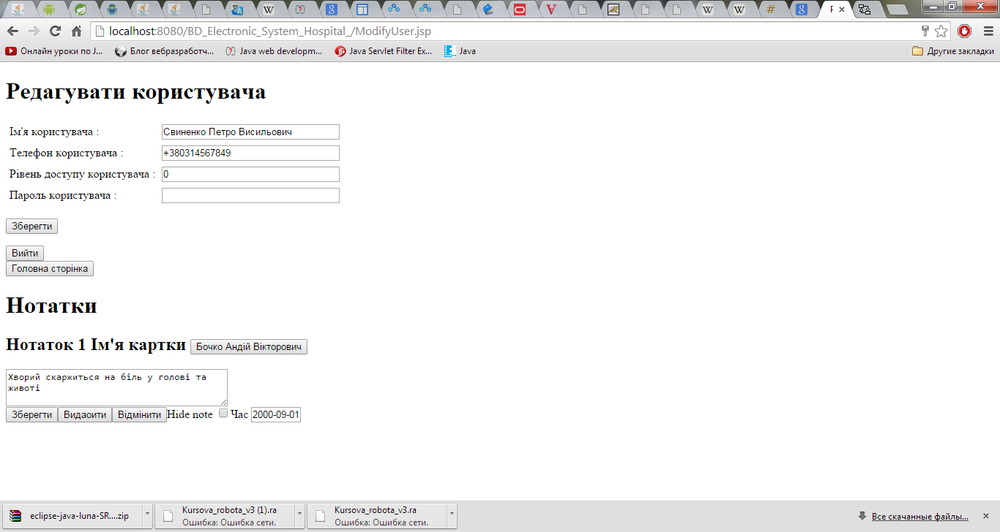 localhost:8080/BD_Electronic_System_Hospital_/ModifyUser.jsp
Онлайн уроки по J... Блог вебразработч... Java web developm... Java Servlet Filter Ex... Java Другие закладки
Редагувати користувача
Ім'я користувача : Свиненко Петро Висильович
Телефон користувача : +380314567849
Рівень доступу користувача : 0
Пароль користувача :
Зберегти
Вийти
Головна сторінка
Нотатки
Нотаток 1 Ім'я картки Бочко Андій Вікторович
Хворий скаржиться на біль у голові та
животі
Зберегти Видаоити Відмінити Hide note Час 2000-09-01
eclipse-java-luna-SR....zip Kursova_robota_v3 (1).ra Kursova_robota_v3.ra Все скачанные файлы...
Ошибка: Ошибка сети. Ошибка: Ошибка сети.